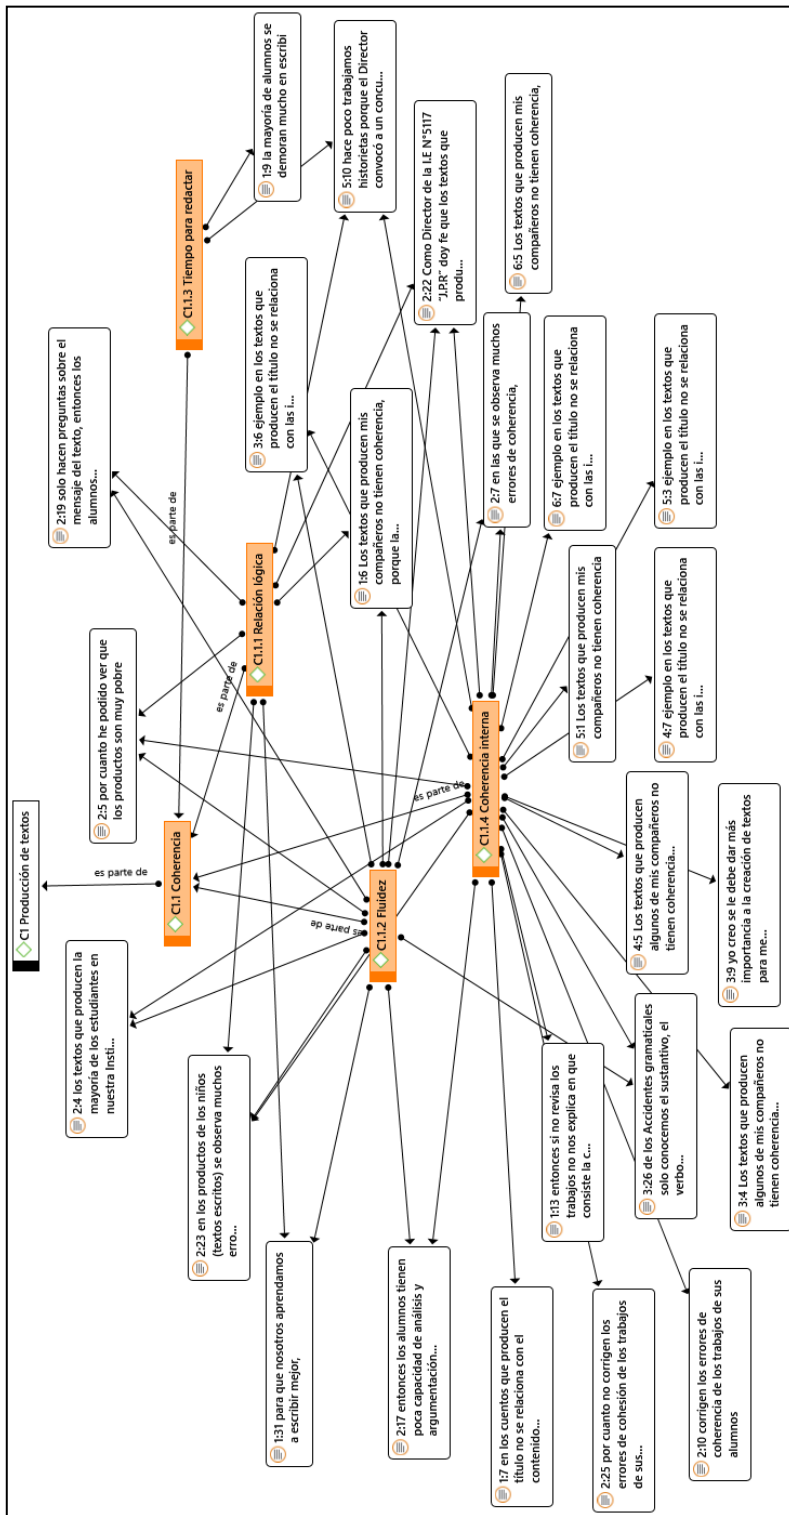 C1 Producción de textos
es parte de
C1.1 Coherencia
es parte de
es parte de
es parte de
es parte de
C1.1.3 Tiempo para redactar
C1.1.1 Relación lógica
C1.1.2 Fluidez
C1.1.4 Coherencia interna
2:4 los textos que producen la
mayoría de los estudiantes en
nuestra Insti...
2:5 por cuanto he podido ver que
los productos son muy pobre
2:19 solo hacen preguntas sobre el
mensaje del texto, entonces los
alumnos...
1:9 la mayoría de alumnos se
demoran mucho en escribi
5:10 hace poco trabajamos
historietas porque el Director
convocó a un concu...
2:23 en los productos de los niños
(textos escritos) se observa muchos
erro...
3:6 ejemplo en los textos que
producen el título no se relaciona
con las i...
2:22 Como Director de la I.E N°5117
"J.P.R" doy fe que los textos que
produ...
1:31 para que nosotros aprendamos
a escribir mejor,
1:6 Los textos que producen mis
compañeros no tienen coherencia,
porque la...
6:5 Los textos que producen mis
compañeros no tienen coherencia,
2:17 entonces los alumnos tienen
poca capacidad de análisis y
argumentación...
2:7 en las que se observa muchos
errores de coherencia,
6:7 ejemplo en los textos que
producen el título no se relaciona
con las i...
1:7 en los cuentos que producen el
título no se relaciona con el
contenido...
1:13 entonces si no revisa los
trabajos no nos explica en que
consiste la c...
5:1 Los textos que producen mis
compañeros no tienen coherencia
5:3 ejemplo en los textos que
producen el título no se relaciona
con las i...
2:25 por cuanto no corrigen los
errores de cohesión de los trabajos
de sus...
3:26 de los Accidentes gramaticales
solo conocemos el sustantivo, el
verbo...
4:5 Los textos que producen
algunos de mis compañeros no
tienen coherencia...
4:7 ejemplo en los textos que
producen el título no se relaciona
con las i...
2:10 corrigen los errores de
coherencia de los trabajos de sus
alumnos
3:4 Los textos que producen
algunos de mis compañeros no
tienen coherencia...
3:9 yo creo se le debe dar más
importancia a la creación de textos
para me...